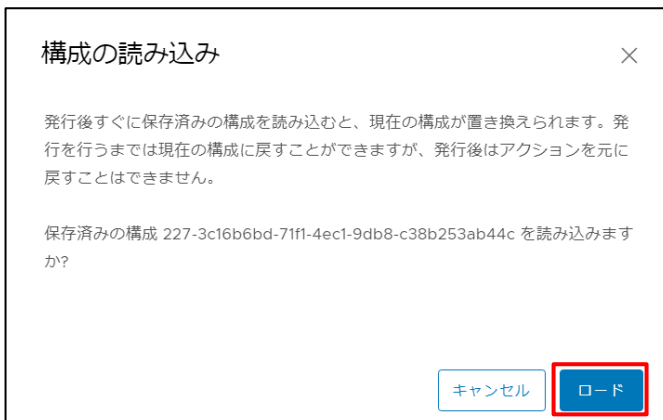 構成の読み込み
発行後すぐに保存済みの構成を読み込むと、現在の構成が置き換えられます。発
行を行うまでは現在の構成に戻すことができますが、発行後はアクションを元に
戻すことはできません。
保存済みの構成 227-3c16b6bd-71f1-4ec1-9db8-c38b253ab44c を読み込みます
か?
キャンセル
ロード